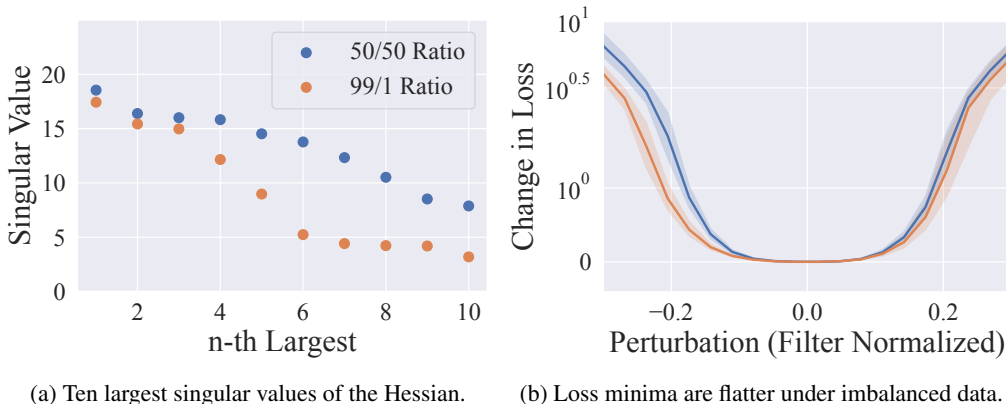 50/50 Ratio
99/1 Ratio
Singular Value
20
15
10
5
0
2
4
6
8
10
n-th Largest
(a) Ten largest singular values of the Hessian.
Change in Loss
10^1
10^0.5
10^0
0
−0.2
0.0
0.2
Perturbation (Filter Normalized)
(b) Loss minima are flatter under imbalanced data.